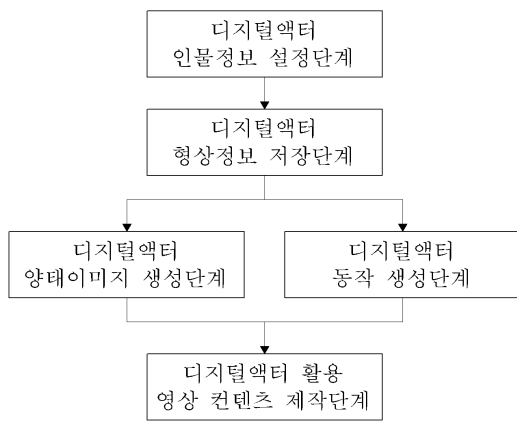 디지털액터
인물정보 설정단계
디지털액터
형상정보 저장단계
디지털액터
양태이미지 생성단계
디지털액터
동작 생성단계
디지털액터 활용
영상 컨텐츠 제작단계